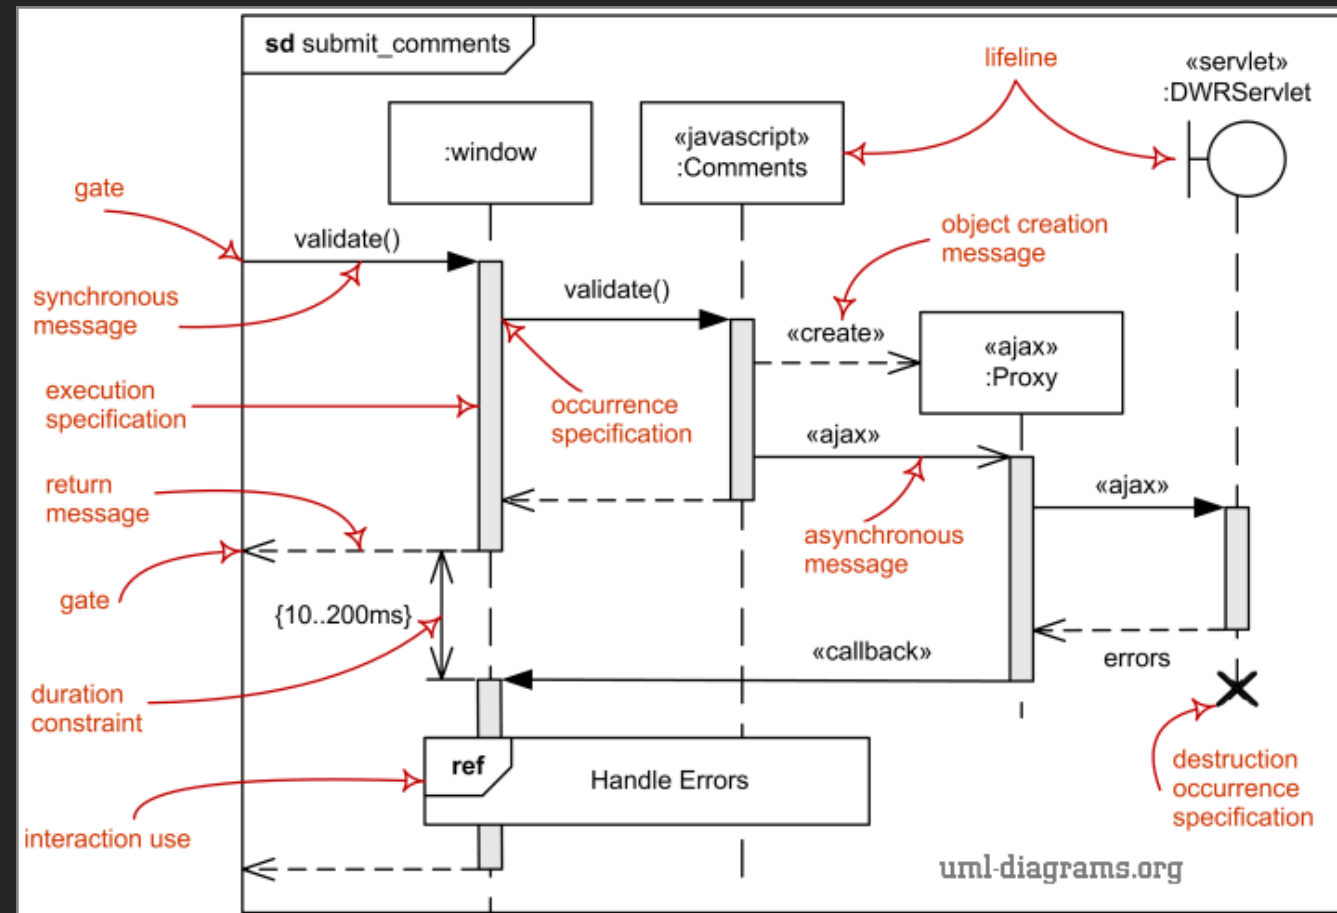 sd submit_comments
lifeline
«servlet»
:DWRServlet
:window
«javascript»
:Comments
gate
validate()
object creation
message
synchronous
message
validate()
«create»
«ajax»
:Proxy
execution
specification
occurrence
specification
«ajax»
return
message
«ajax»
asynchronous
message
gate
{10..200ms}
«callback»
errors
duration
constraint
ref
Handle Errors
destruction
occurrence
specification
interaction use
uml-diagrams.org